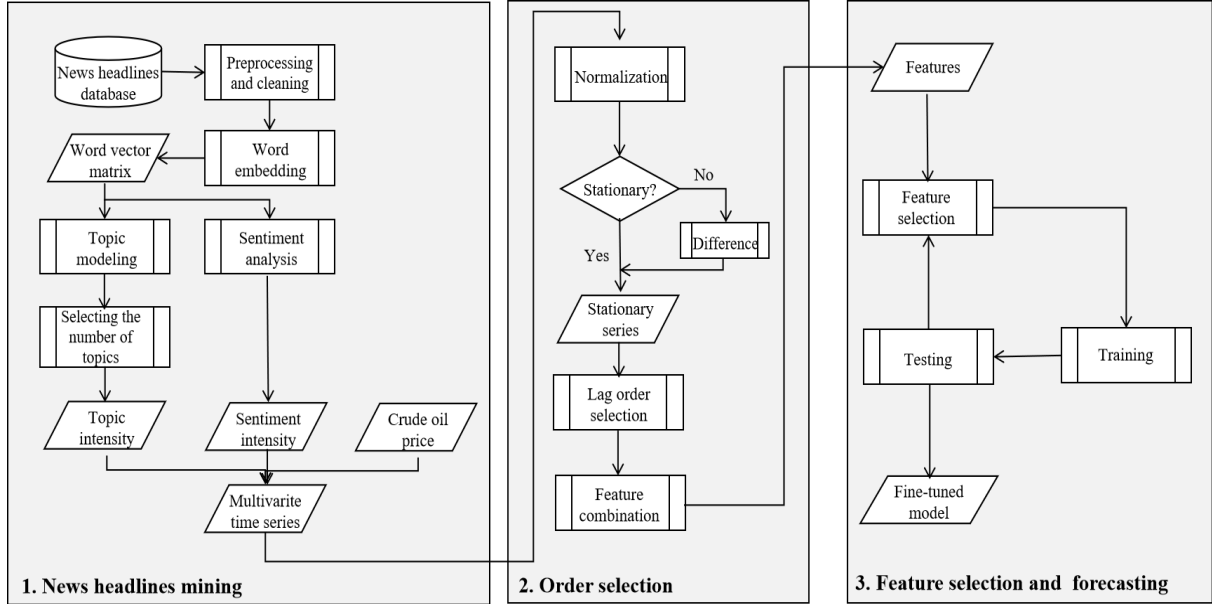 News headlines
database
Preprocessing
and cleaning
Word vector
matrix
Word
embedding
Topic
modeling
Sentiment
analysis
Selecting the
number of
topics
Topic
intensity
Sentiment
intensity
Crude oil
price
Multivarite
time series
1. News headlines mining
Normalization
Stationary?
No
Difference
Yes
Stationary
series
Lag order
selection
Feature
combination
2. Order selection
Features
Feature
selection
Testing
Training
Fine-tuned
model
3. Feature selection and forecasting